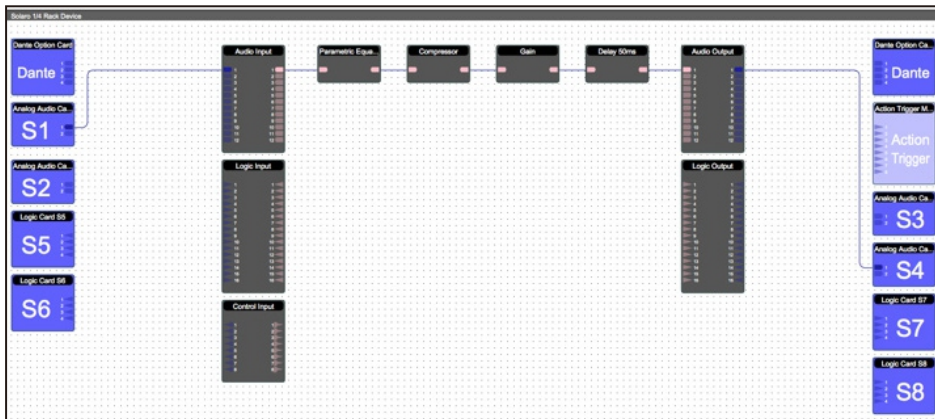 Solaro 1/4 Rack Device
Dante Option Card
Dante
Analog Audio Ca...
S1
Analog Audio Ca...
S2
Logic Card S5
S5
Logic Card S6
S6
Audio Input
Logic Input
Control Input
Parametric Eque...
Compressor
Gain
Delay 50ms
Audio Output
Logic Output
Dante Option Ca...
Dante
Action Trigger M...
Action
Trigger
Analog Audio Ca...
S3
Analog Audio Ca...
S4
Logic Card S7
S7
Logic Card S8
S8